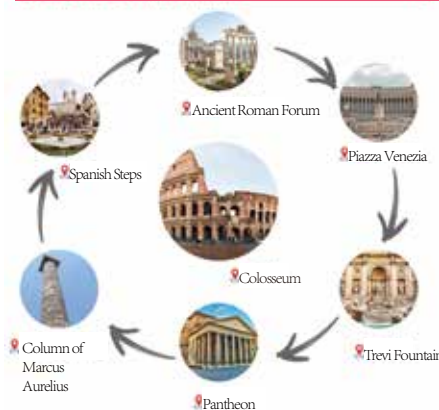 Ancient Roman Forum
Piazza Venezia
Spanish Steps
Colosseum
Trevi Fountain
Column of
Marcus
Aurelius
Pantheon